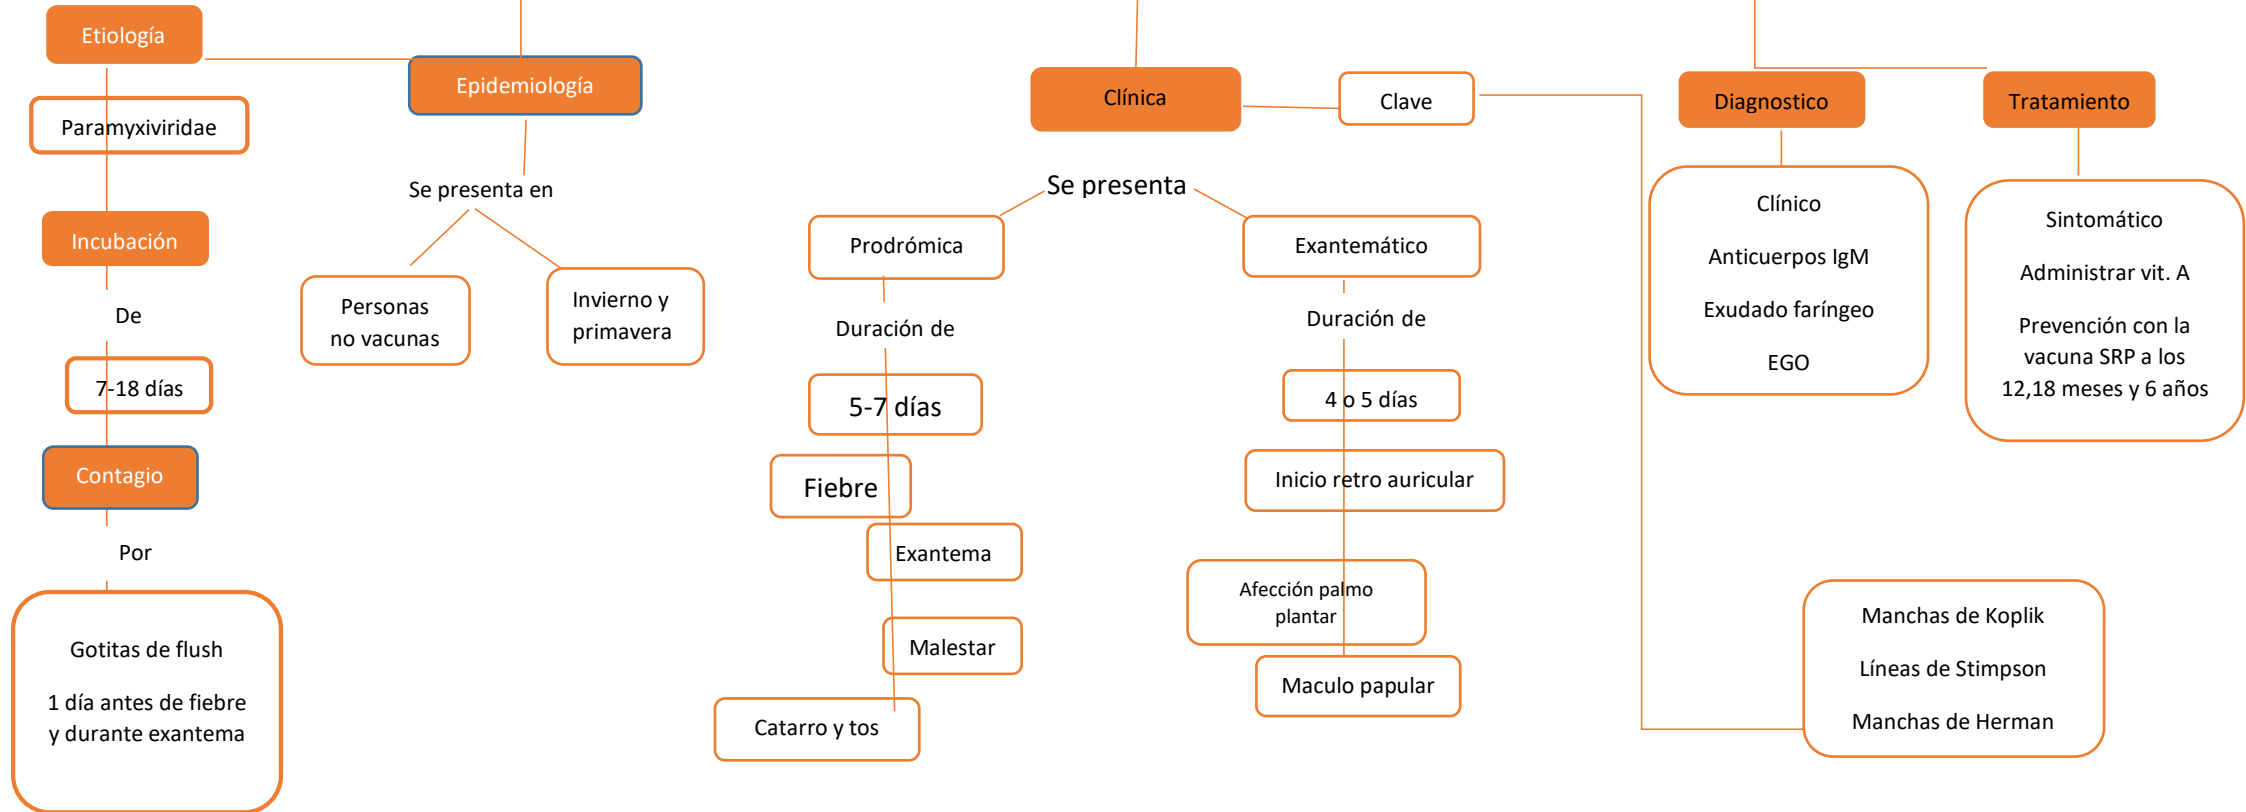 Etiología
Paramyxiviridae
Incubación
De
7-18 días
Contagio
Por
Gotitas de flush
1 día antes de fiebre
y durante exantema
Epidemiología
Se presenta en
Personas
no vacunas
Invierno y
primavera
Clínica
Clave
Se presenta
Prodrómica
Duración de
5-7 días
Fiebre
Exantema
Malestar
Catarro y tos
Exantemático
Duración de
4 o 5 días
Inicio retro auricular
Afección palmo
plantar
Maculo papular
Diagnostico
Clínico
Anticuerpos IgM
Exudado faríngeo
EGO
Tratamiento
Sintomático
Administrar vit. A
Prevención con la
vacuna SRP a los
12,18 meses y 6 años
Manchas de Koplik
Líneas de Stimpson
Manchas de Herman